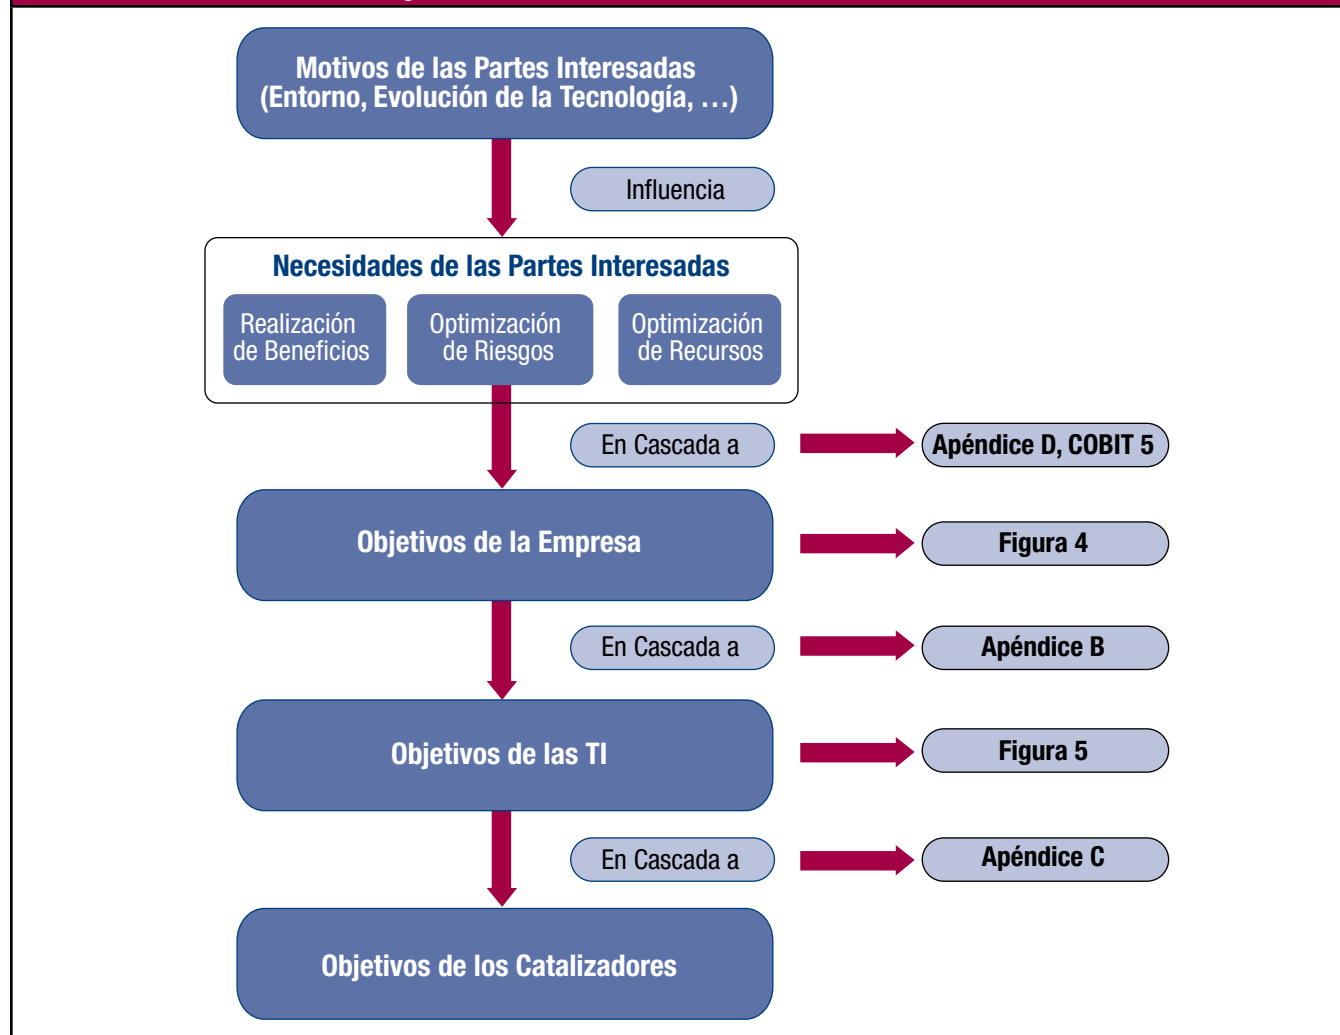 Motivos de las Partes Interesadas
(Entorno, Evolución de la Tecnología, …)
Influencia
Necesidades de las Partes Interesadas
Realización
de Beneficios
Optimización
de Riesgos
Optimización
de Recursos
En Cascada a
Apéndice D, COBIT 5
Objetivos de la Empresa
Figura 4
En Cascada a
Apéndice B
Objetivos de las TI
Figura 5
En Cascada a
Apéndice C
Objetivos de los Catalizadores